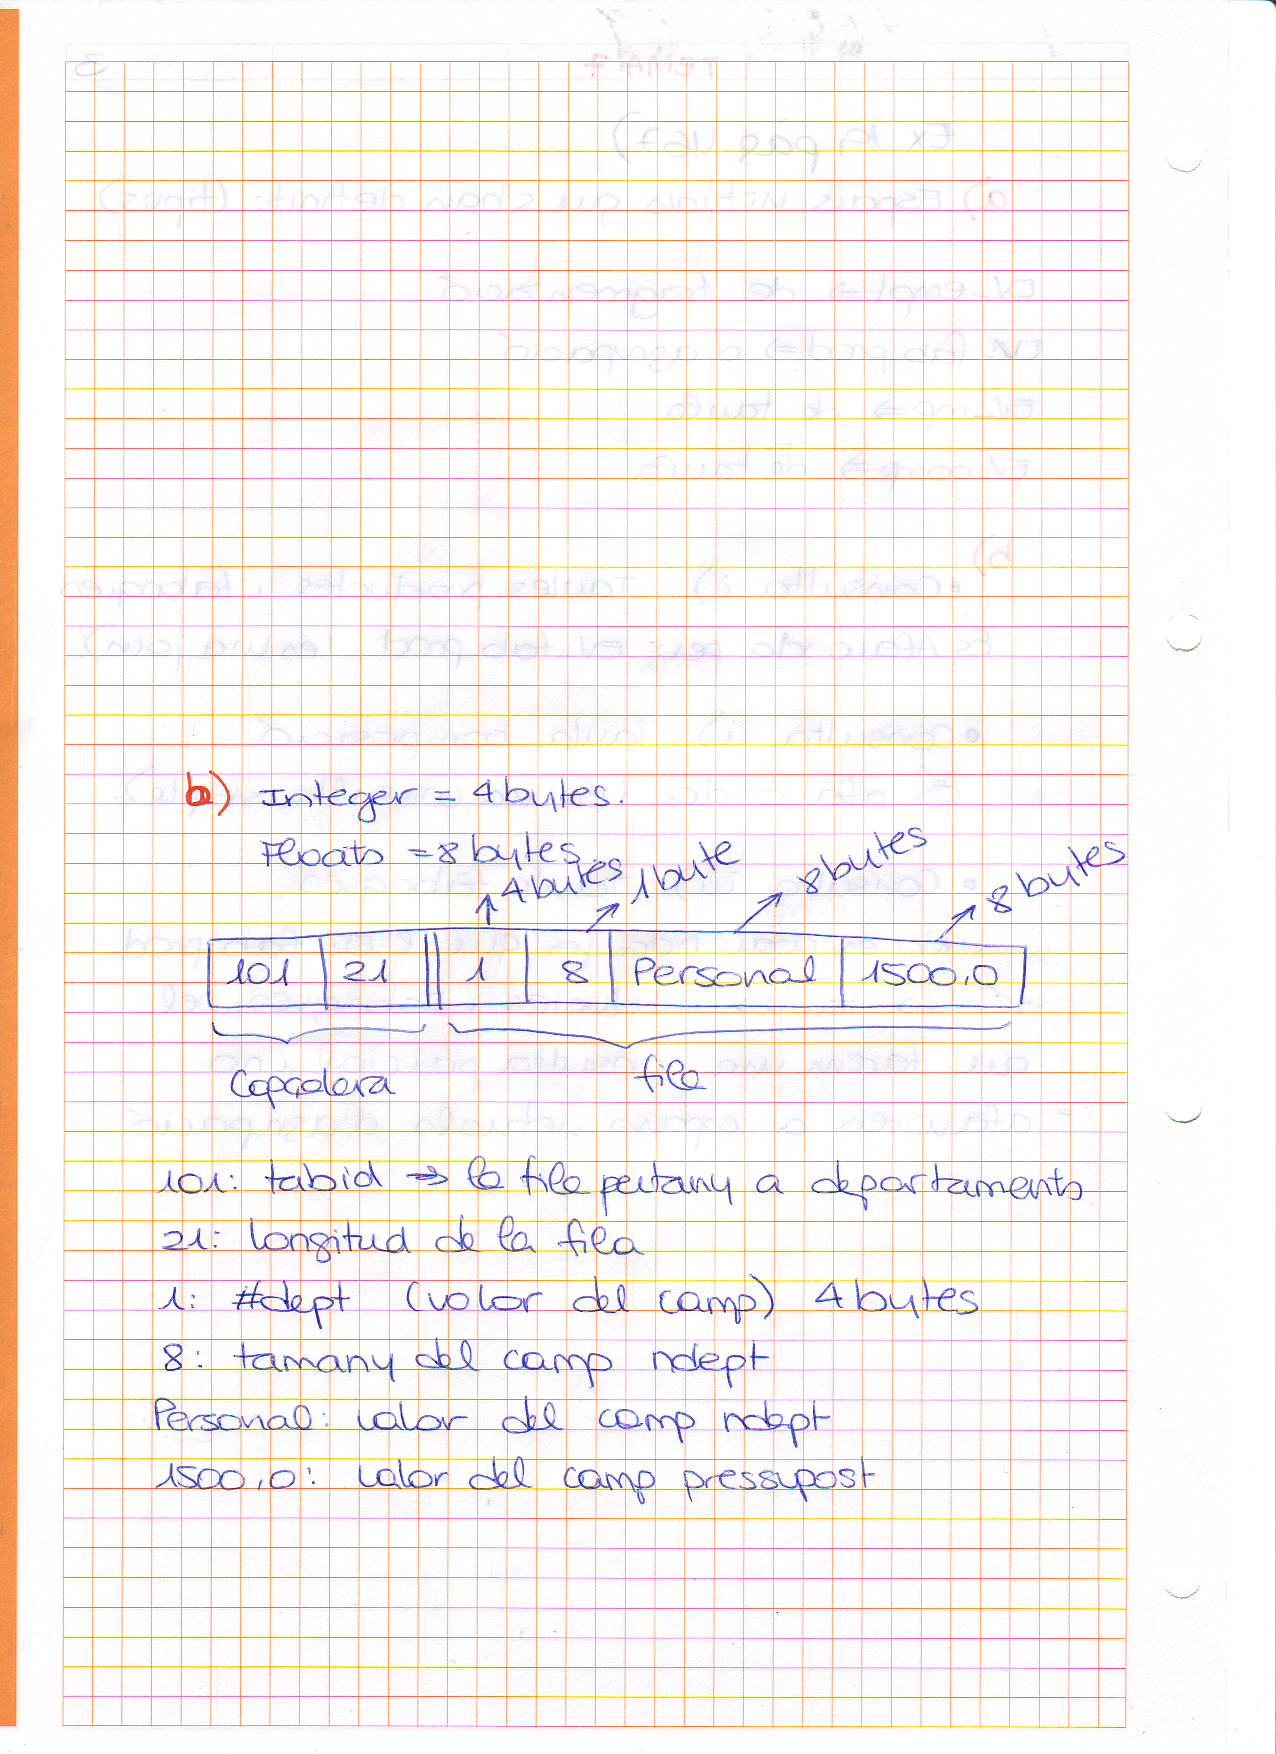 b) Integer = 4 bytes.
Floats = 8 bytes.
4 bytes 1 byte 8 bytes 8 bytes
101 21 1 8 Personal 1500,0
Capçalera fila
101: tabid => la fila pertany a departaments
21: longitud de la fila
1: #dept (valor del camp) 4 bytes
8: tamany del camp ndept
Personal: valor del camp ndept
1500,0: valor del camp pressupost